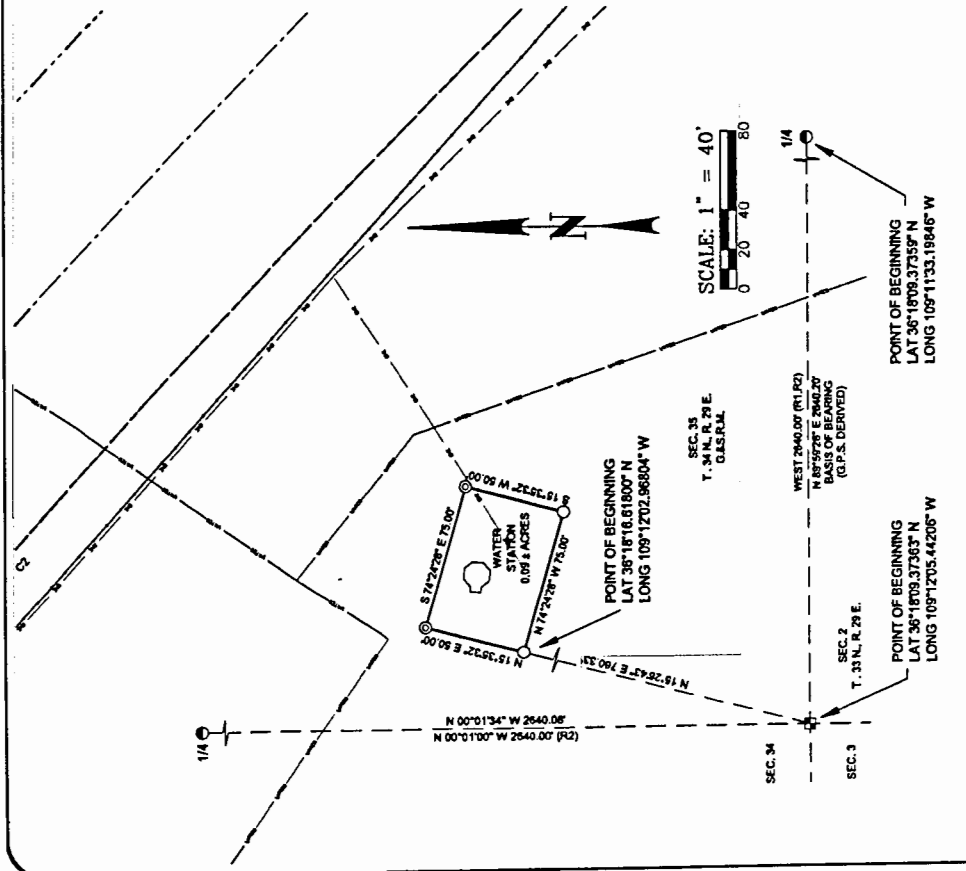 C2
1/4
N 00°01'34" W 2640.08'
N 00°01'00" W 2640.00' (R2)
S 74°24'28" E 75.00'
S 15°35'32" W 50.00'
N 74°24'28" W 75.00'
N 15°35'32" E 50.00'
WATER
STATION
0.09 ± ACRES
POINT OF BEGINNING
LAT 36°18'16.61800" N
LONG 109°12'02.96804" W
N 15°26'43" E 760.33'
SCALE: 1" = 40'
0 20 40 80
SEC. 35
T. 34 N., R. 29 E.
G.&S.R.M.
1/4
WEST 2640.00' (R1,R2)
N 89°59'26" E 2640.20'
BASIS OF BEARING
(G.P.S. DERIVED)
SEC. 34
SEC. 3
SEC. 2
T. 33 N., R. 29 E.
POINT OF BEGINNING
LAT 36°18'09.37363" N
LONG 109°12'05.44206" W
POINT OF BEGINNING
LAT 36°18'09.37359" N
LONG 109°11'33.19846" W